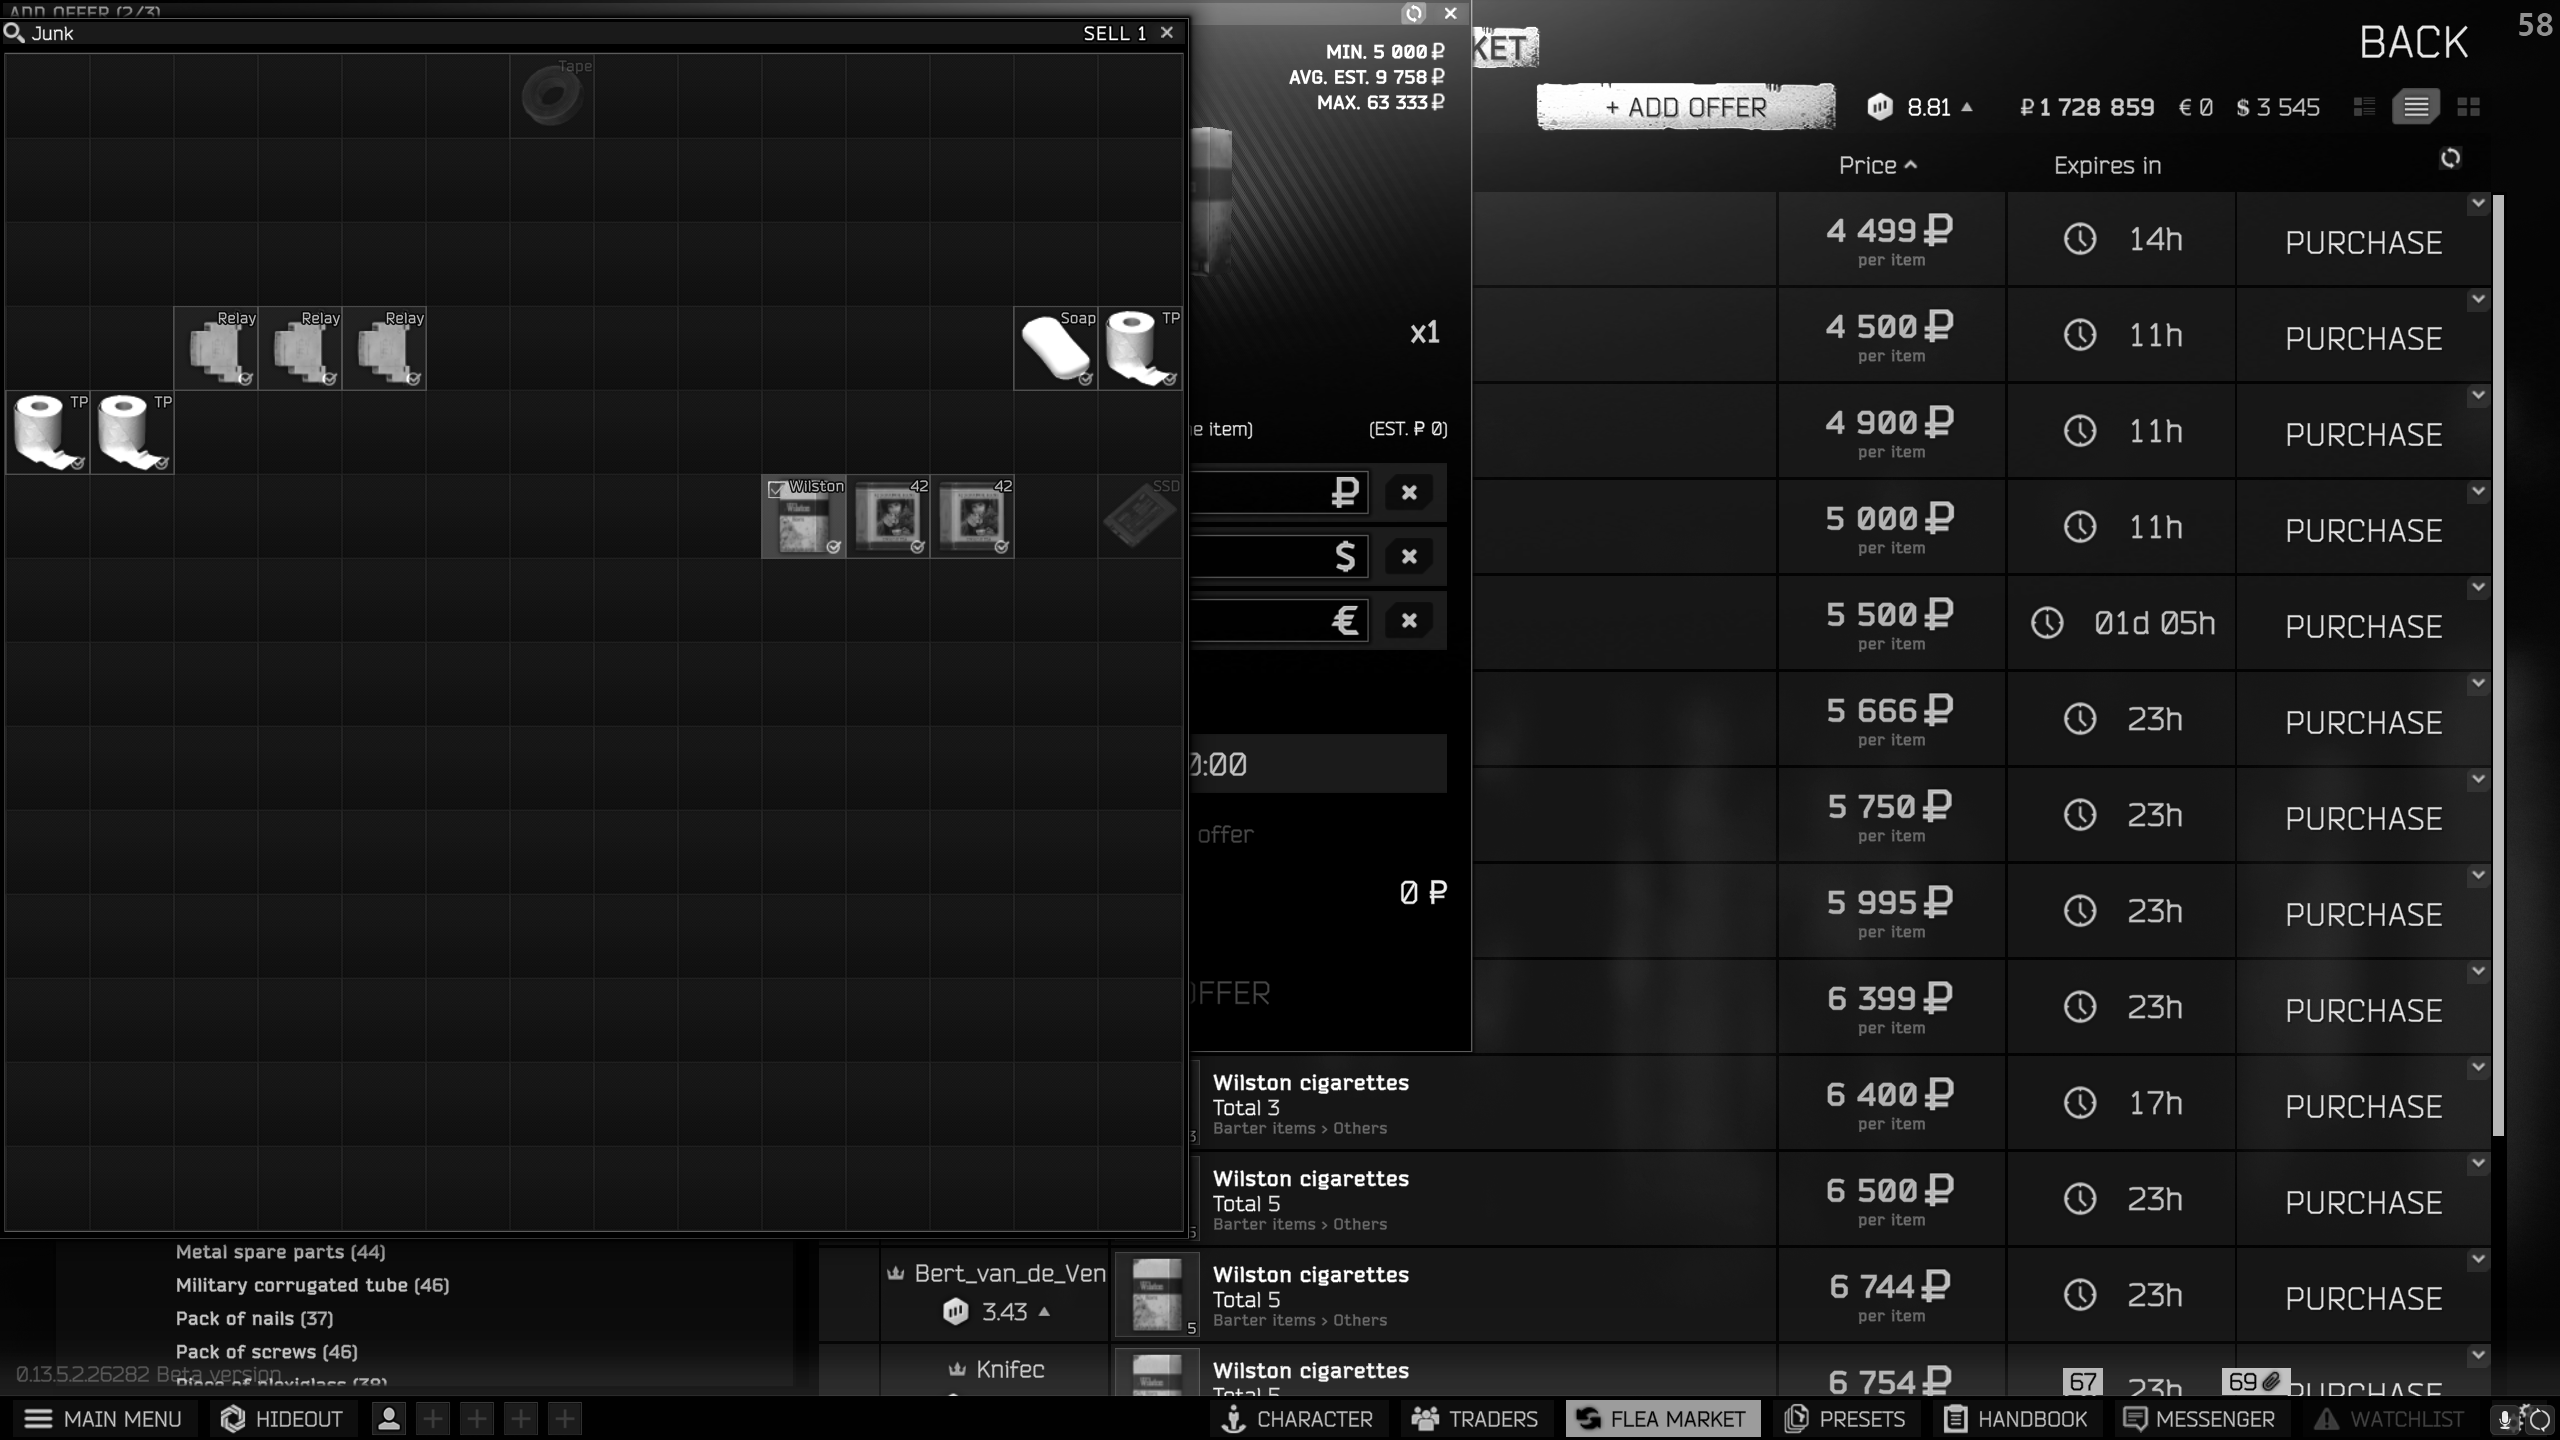 ADD OFFER (2/3)
Junk
SELL 1
Tape
Relay
Relay
Relay
Soap
TP
TP
TP
Wilston
42
42
SSD
MIN. 5 000 ₽
AVG. EST. 9 758 ₽
MAX. 63 333 ₽
x1
e item)
(EST. ₽ 0)
₽
$
€
0:00
offer
0 ₽
OFFER
KET
BACK
58
+ ADD OFFER
8.81
₽ 1 728 859
€ 0
$ 3 545
Price
Expires in
4 499 ₽
per item
14h
PURCHASE
4 500 ₽
per item
11h
PURCHASE
4 900 ₽
per item
11h
PURCHASE
5 000 ₽
per item
11h
PURCHASE
5 500 ₽
per item
01d 05h
PURCHASE
5 666 ₽
per item
23h
PURCHASE
5 750 ₽
per item
23h
PURCHASE
5 995 ₽
per item
23h
PURCHASE
6 399 ₽
per item
23h
PURCHASE
3
Wilston cigarettes
Total 3
Barter items > Others
6 400 ₽
per item
17h
PURCHASE
5
Wilston cigarettes
Total 5
Barter items > Others
6 500 ₽
per item
23h
PURCHASE
Bert_van_de_Ven
3.43
5
Wilston cigarettes
Total 5
Barter items > Others
6 744 ₽
per item
23h
PURCHASE
Knifec
Wilston cigarettes
Total 5
6 754 ₽
23h
PURCHASE
67
69
Metal spare parts (44)
Military corrugated tube (46)
Pack of nails (37)
Pack of screws (46)
Piece of plexiglass (38)
0.13.5.2.26282 Beta version
MAIN MENU
HIDEOUT
CHARACTER
TRADERS
FLEA MARKET
PRESETS
HANDBOOK
MESSENGER
WATCHLIST